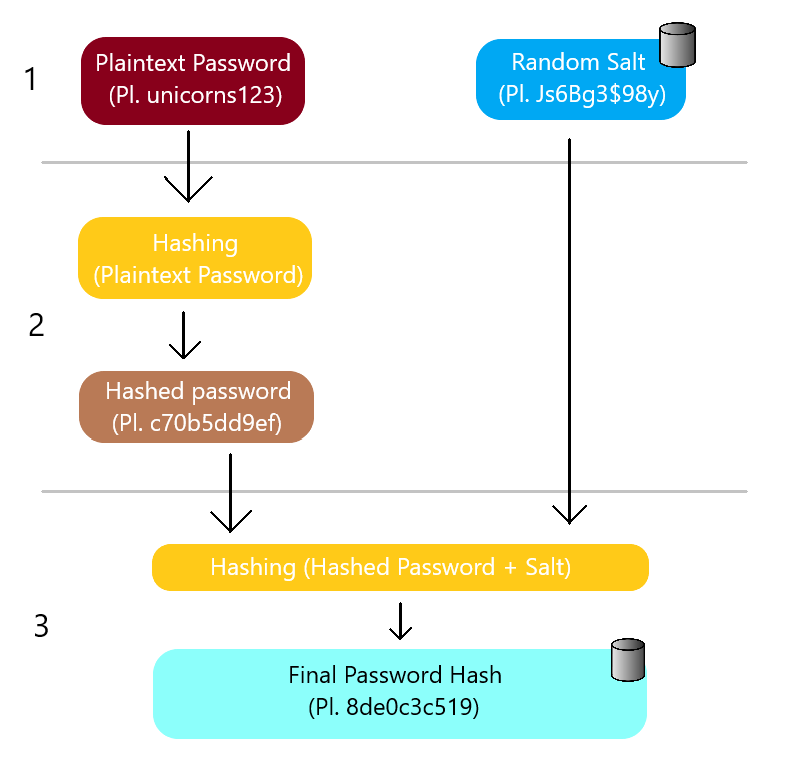 1
Plaintext Password
(Pl. unicorns123)
Random Salt
(Pl. Js6Bg3$98y)
2
Hashing
(Plaintext Password)
Hashed password
(Pl. c70b5dd9ef)
3
Hashing (Hashed Password + Salt)
Final Password Hash
(Pl. 8de0c3c519)